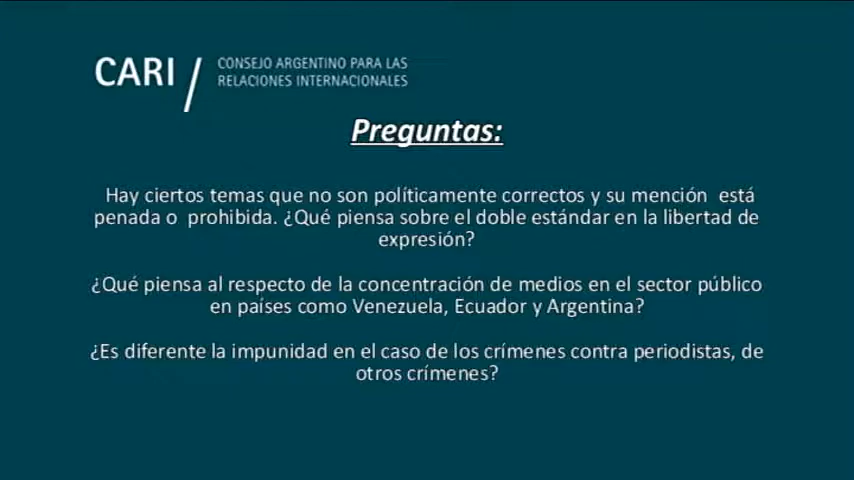 CARI / CONSEJO ARGENTINO PARA LAS
RELACIONES INTERNACIONALES
Preguntas:
Hay ciertos temas que no son políticamente correctos y su mención está
penada o prohibida. ¿Qué piensa sobre el doble estándar en la libertad de
expresión?
¿Qué piensa al respecto de la concentración de medios en el sector público
en países como Venezuela, Ecuador y Argentina?
¿Es diferente la impunidad en el caso de los crímenes contra periodistas, de
otros crímenes?